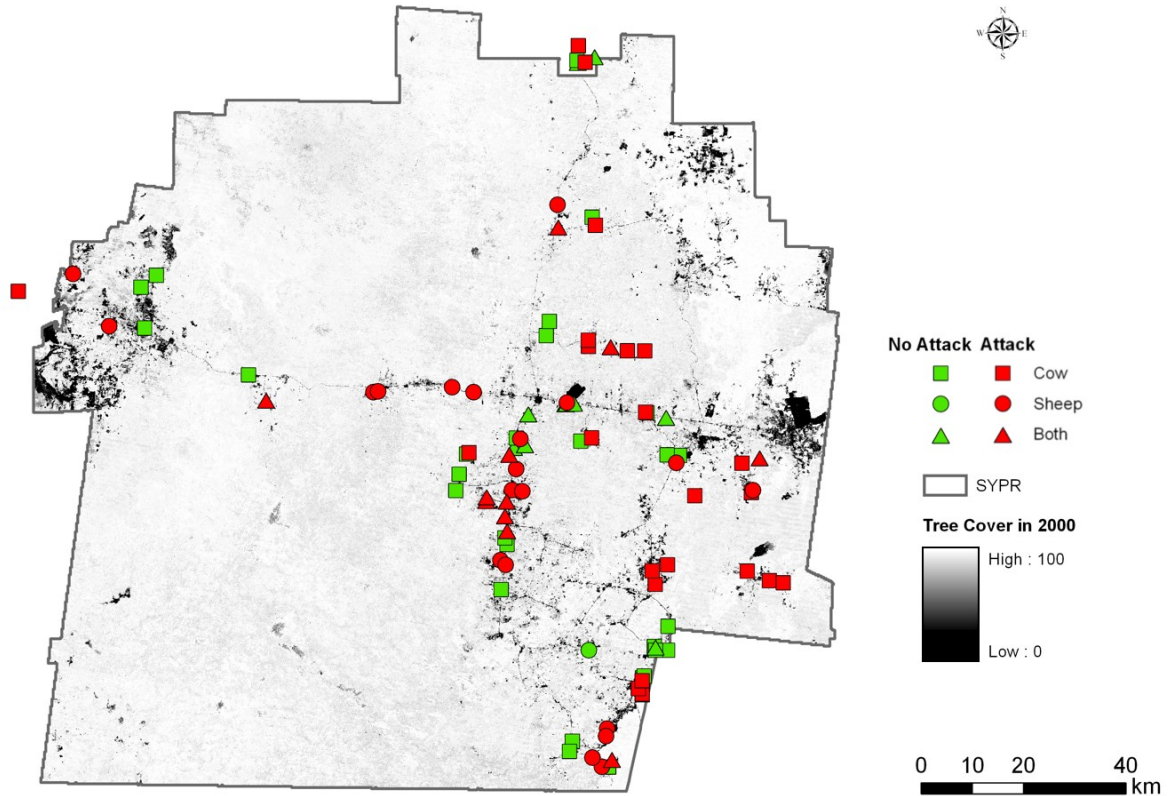 N
W E
S
No Attack Attack
Cow
Sheep
Both
SYPR
Tree Cover in 2000
High : 100
Low : 0
0 10 20 40
km